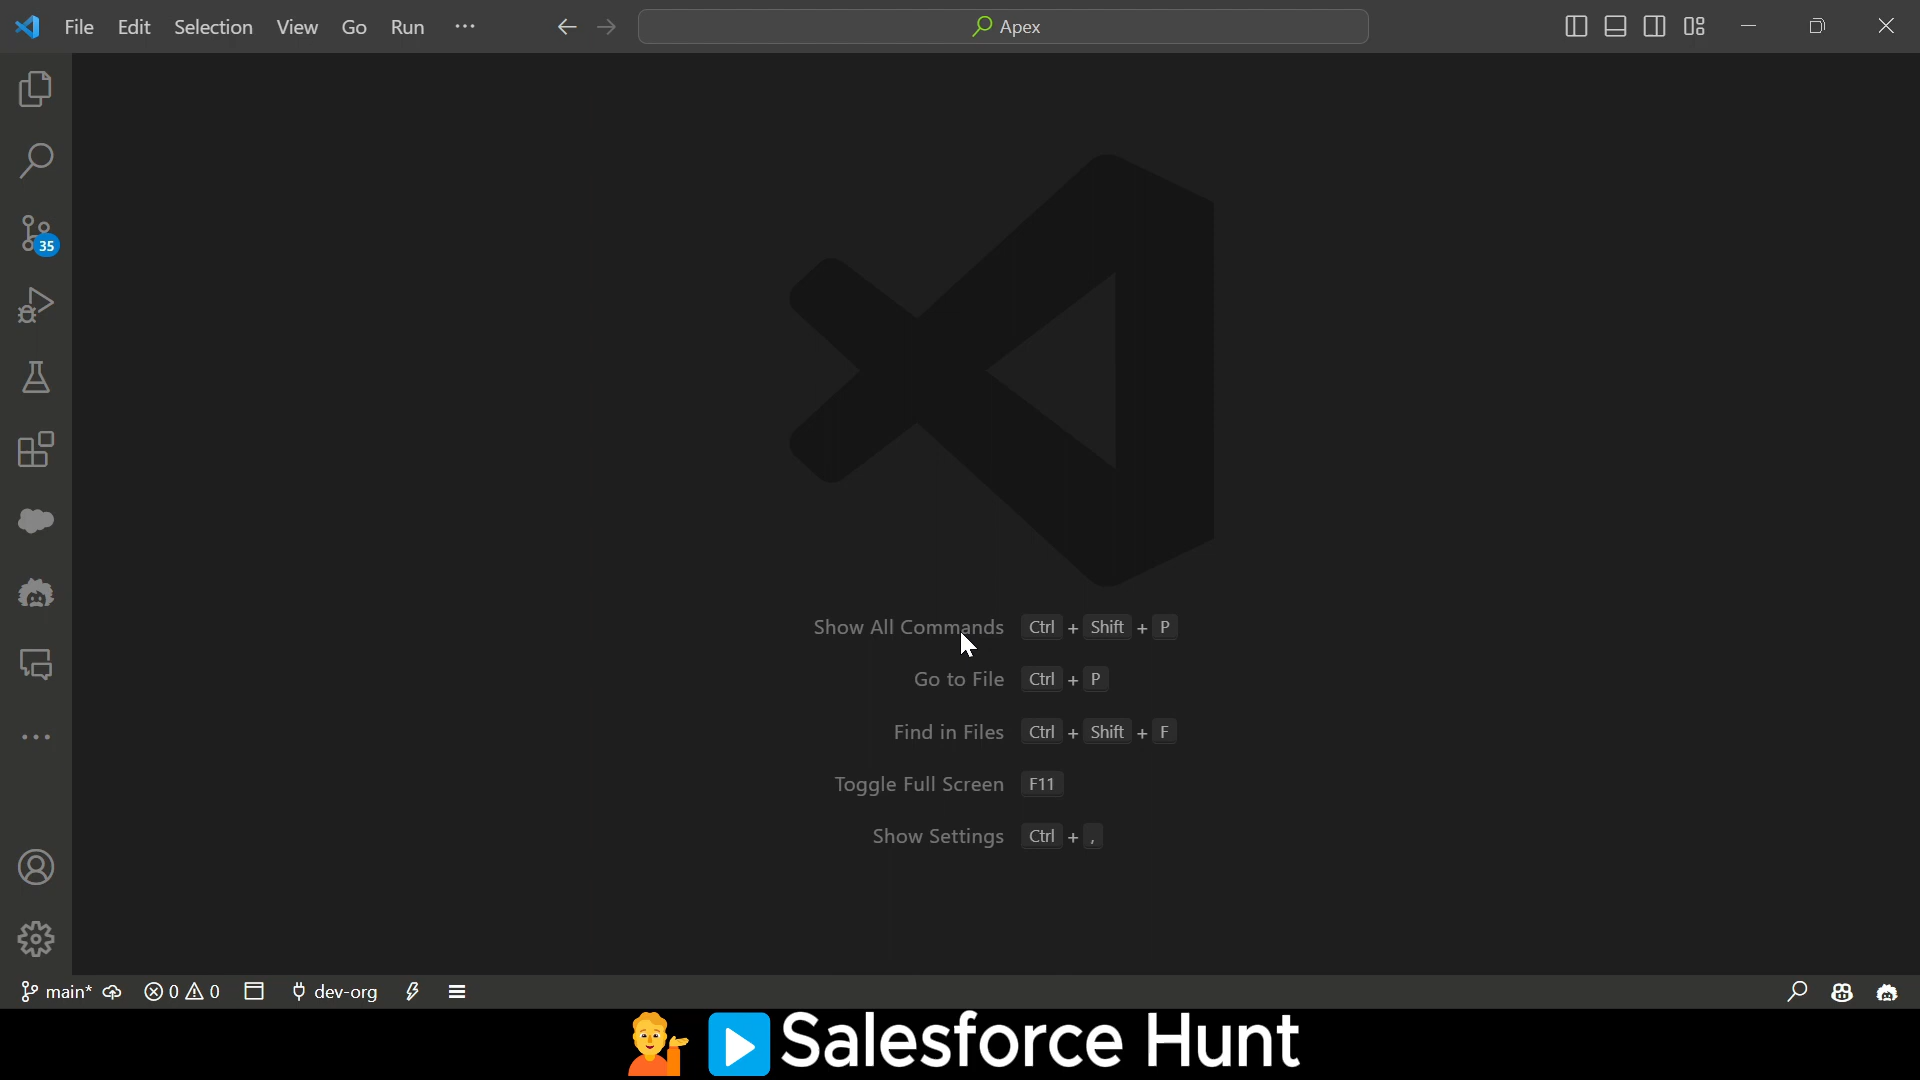 File Edit Selection View Go Run ··· Apex
35
Show All Commands Ctrl + Shift + P
Go to File Ctrl + P
Find in Files Ctrl + Shift + F
Toggle Full Screen F11
Show Settings Ctrl + ,
main* 0 0 dev-org
Salesforce Hunt